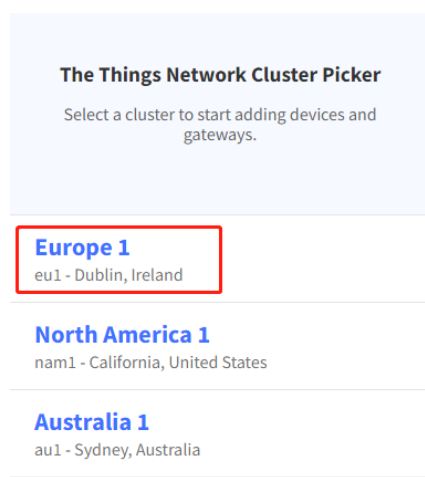 The Things Network Cluster Picker
Select a cluster to start adding devices and
gateways.
Europe 1
eu1 - Dublin, Ireland
North America 1
nam1 - California, United States
Australia 1
au1 - Sydney, Australia